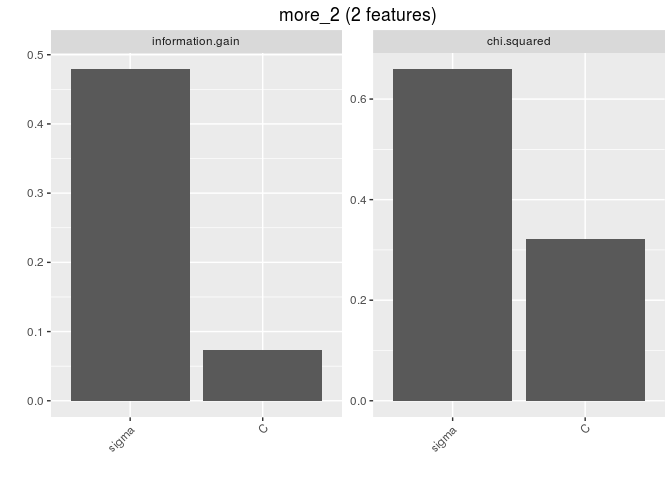 more_2 (2 features)
information.gain
chi.squared
0.5
0.4
0.3
0.2
0.1
0.0
sigma
C
0.6
0.4
0.2
0.0
sigma
C